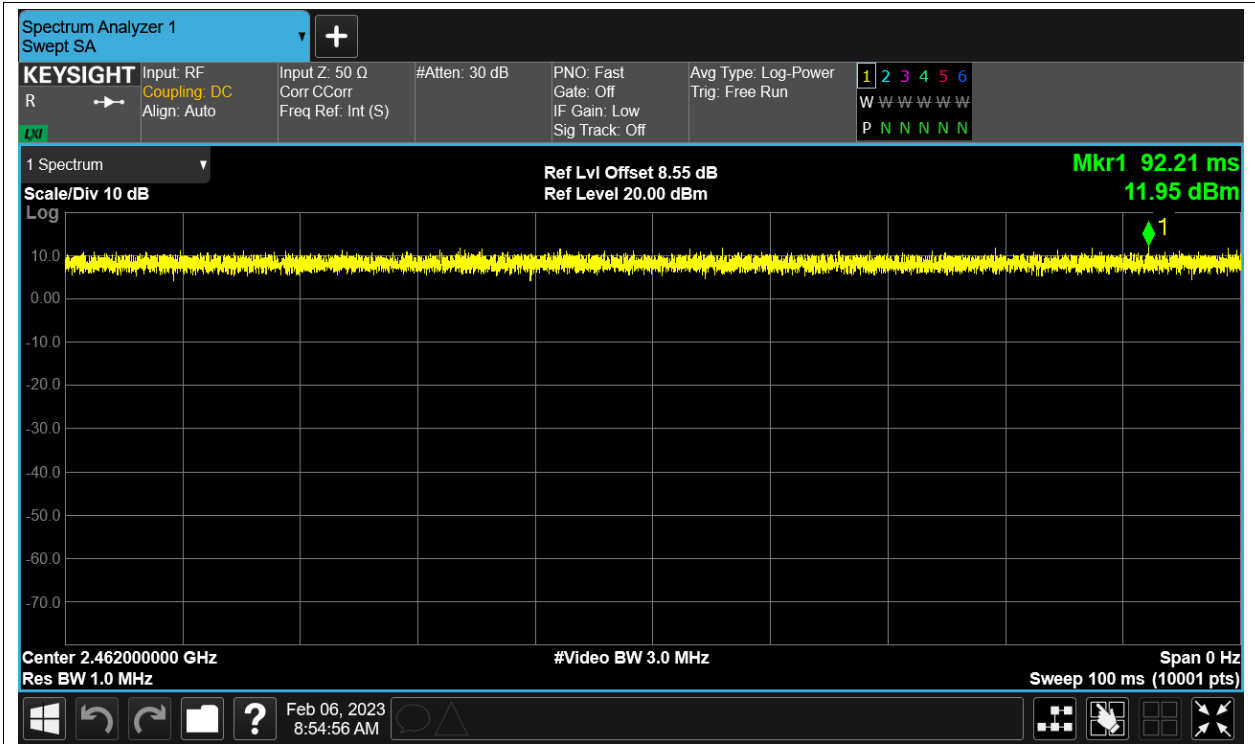 Spectrum Analyzer 1
Swept SA
KEYSIGHT
R
LXI
Input: RF
Coupling: DC
Align: Auto
Input Z: 50 Ω
Corr CCorr
Freq Ref: Int (S)
#Atten: 30 dB
PNO: Fast
Gate: Off
IF Gain: Low
Sig Track: Off
Avg Type: Log-Power
Trig: Free Run
1 2 3 4 5 6
W W W W W W
P N N N N N
1 Spectrum
Scale/Div 10 dB
Log
Ref Lvl Offset 8.55 dB
Ref Level 20.00 dBm
Mkr1 92.21 ms
11.95 dBm
1
10.0
0.00
-10.0
-20.0
-30.0
-40.0
-50.0
-60.0
-70.0
Center 2.462000000 GHz
Res BW 1.0 MHz
#Video BW 3.0 MHz
Span 0 Hz
Sweep 100 ms (10001 pts)
?
Feb 06, 2023
8:54:56 AM